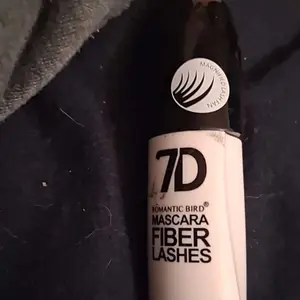 7D
ROMANTIC BIRD®
MASCARA
FIBER
LASHES